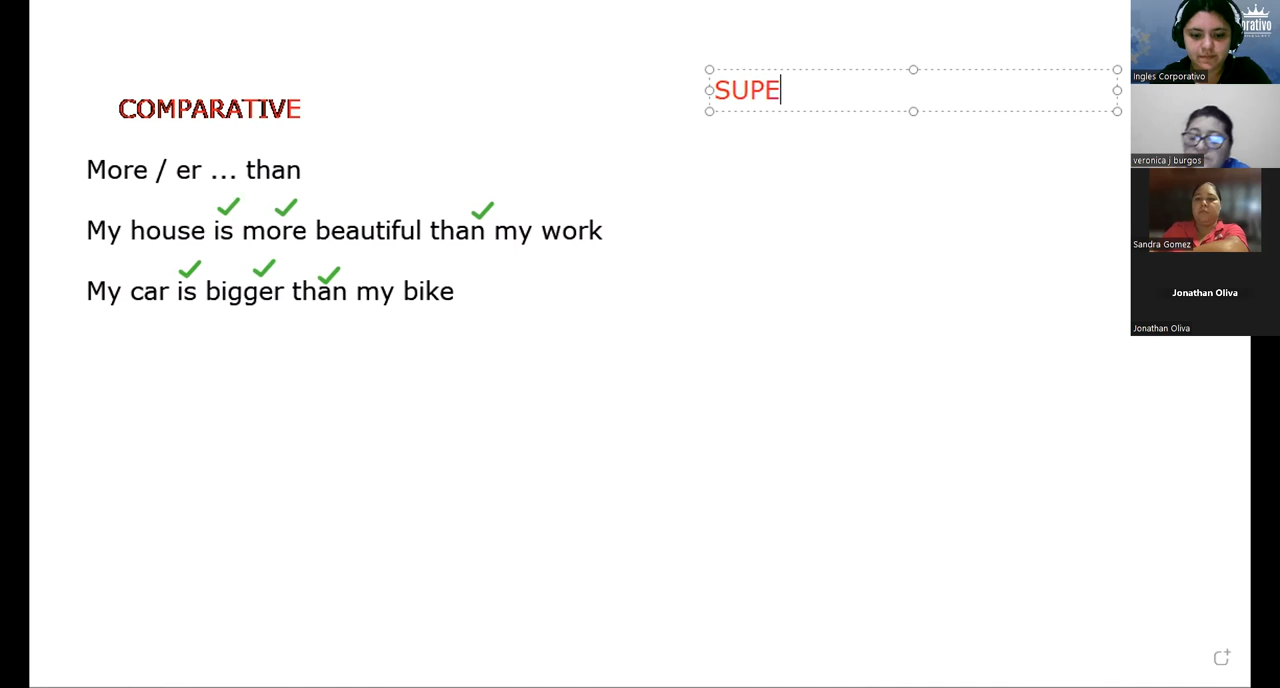 COMPARATIVE
More / er ... than
My house is more beautiful than my work
My car is bigger than my bike
SUPE
Ingles Corporativo
veronica j burgos
Sandra Gomez
Jonathan Oliva
Jonathan Oliva